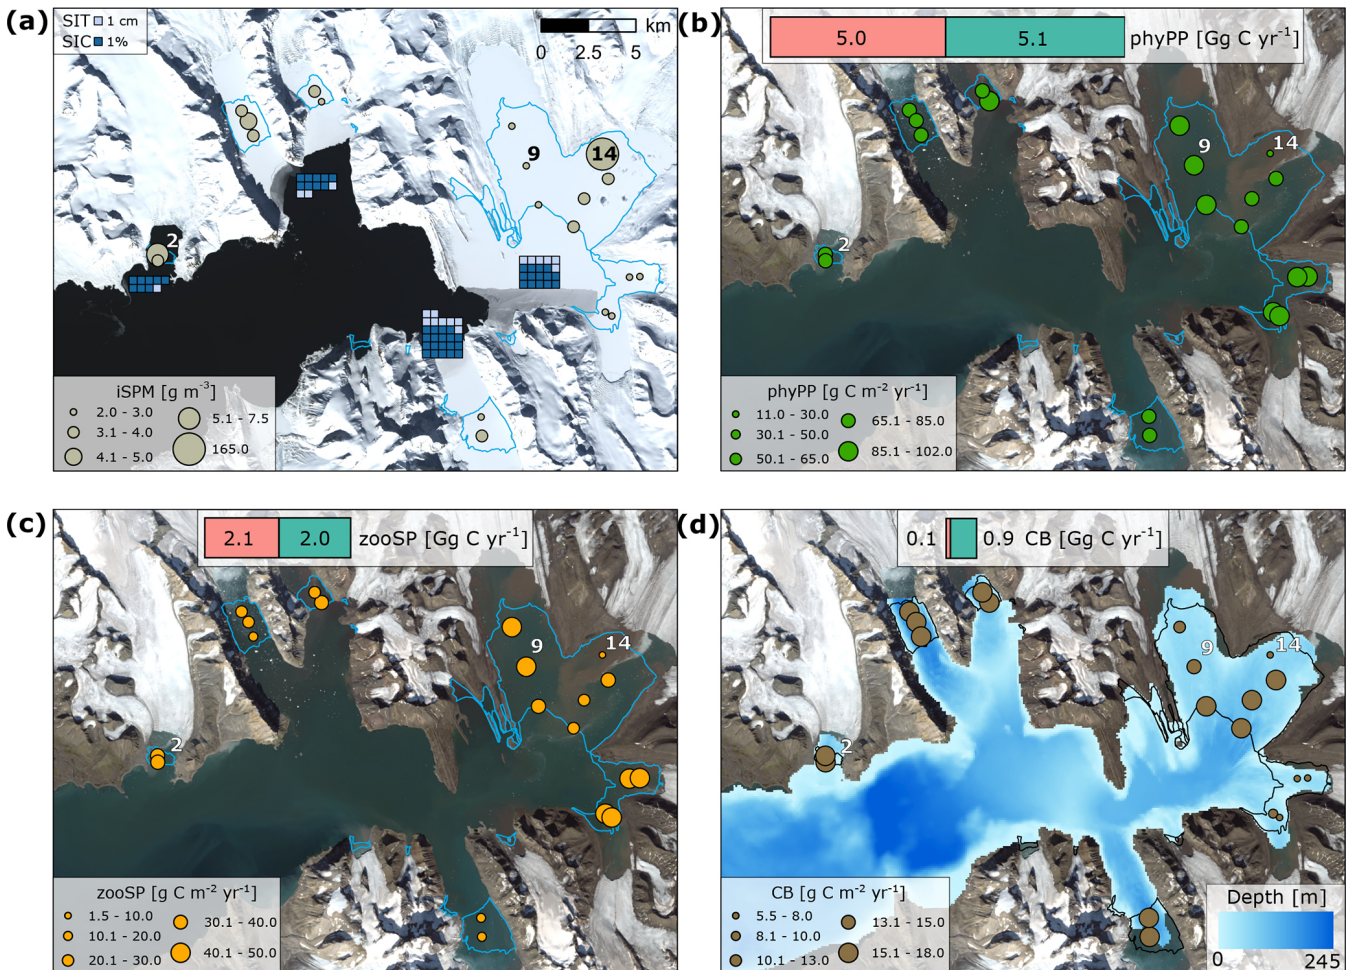 (a)
SIT 1 cm
SIC 1%
km
0 2.5 5
9
14
2
iSPM [g m⁻³]
2.0 - 3.0
3.1 - 4.0
4.1 - 5.0
5.1 - 7.5
165.0
(b)
5.0 5.1 phyPP [Gg C yr⁻¹]
9
14
2
phyPP [g C m⁻² yr⁻¹]
11.0 - 30.0
30.1 - 50.0
50.1 - 65.0
65.1 - 85.0
85.1 - 102.0
(c)
2.1 2.0 zooSP [Gg C yr⁻¹]
9
14
2
zooSP [g C m⁻² yr⁻¹]
1.5 - 10.0
10.1 - 20.0
20.1 - 30.0
30.1 - 40.0
40.1 - 50.0
(d)
0.1 0.9 CB [Gg C yr⁻¹]
9
14
2
CB [g C m⁻² yr⁻¹]
5.5 - 8.0
8.1 - 10.0
10.1 - 13.0
13.1 - 15.0
15.1 - 18.0
Depth [m]
0 245